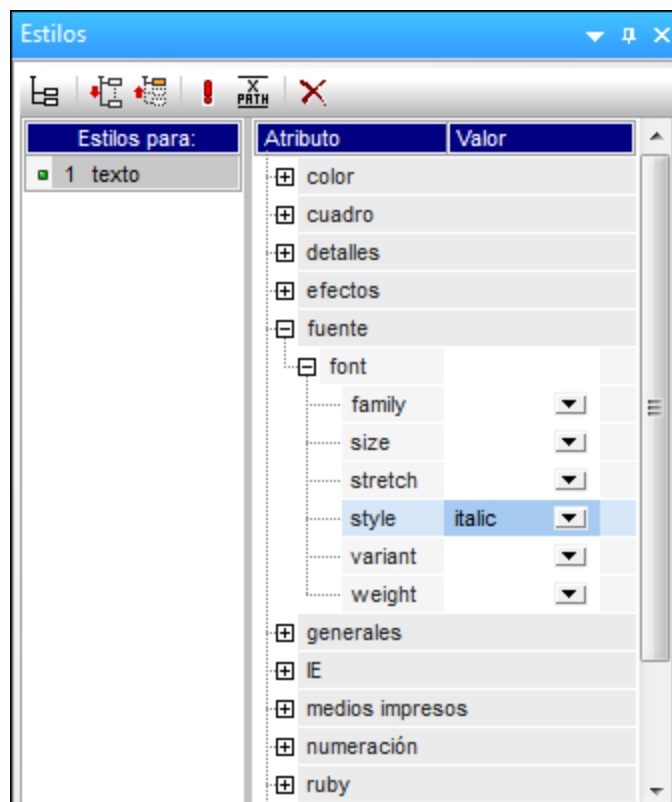 Estilos
X
PATH
Estilos para:
1 texto
Atributo Valor
color
cuadro
detalles
efectos
fuente
font
family
size
stretch
style italic
variant
weight
generales
IE
medios impresos
numeración
ruby